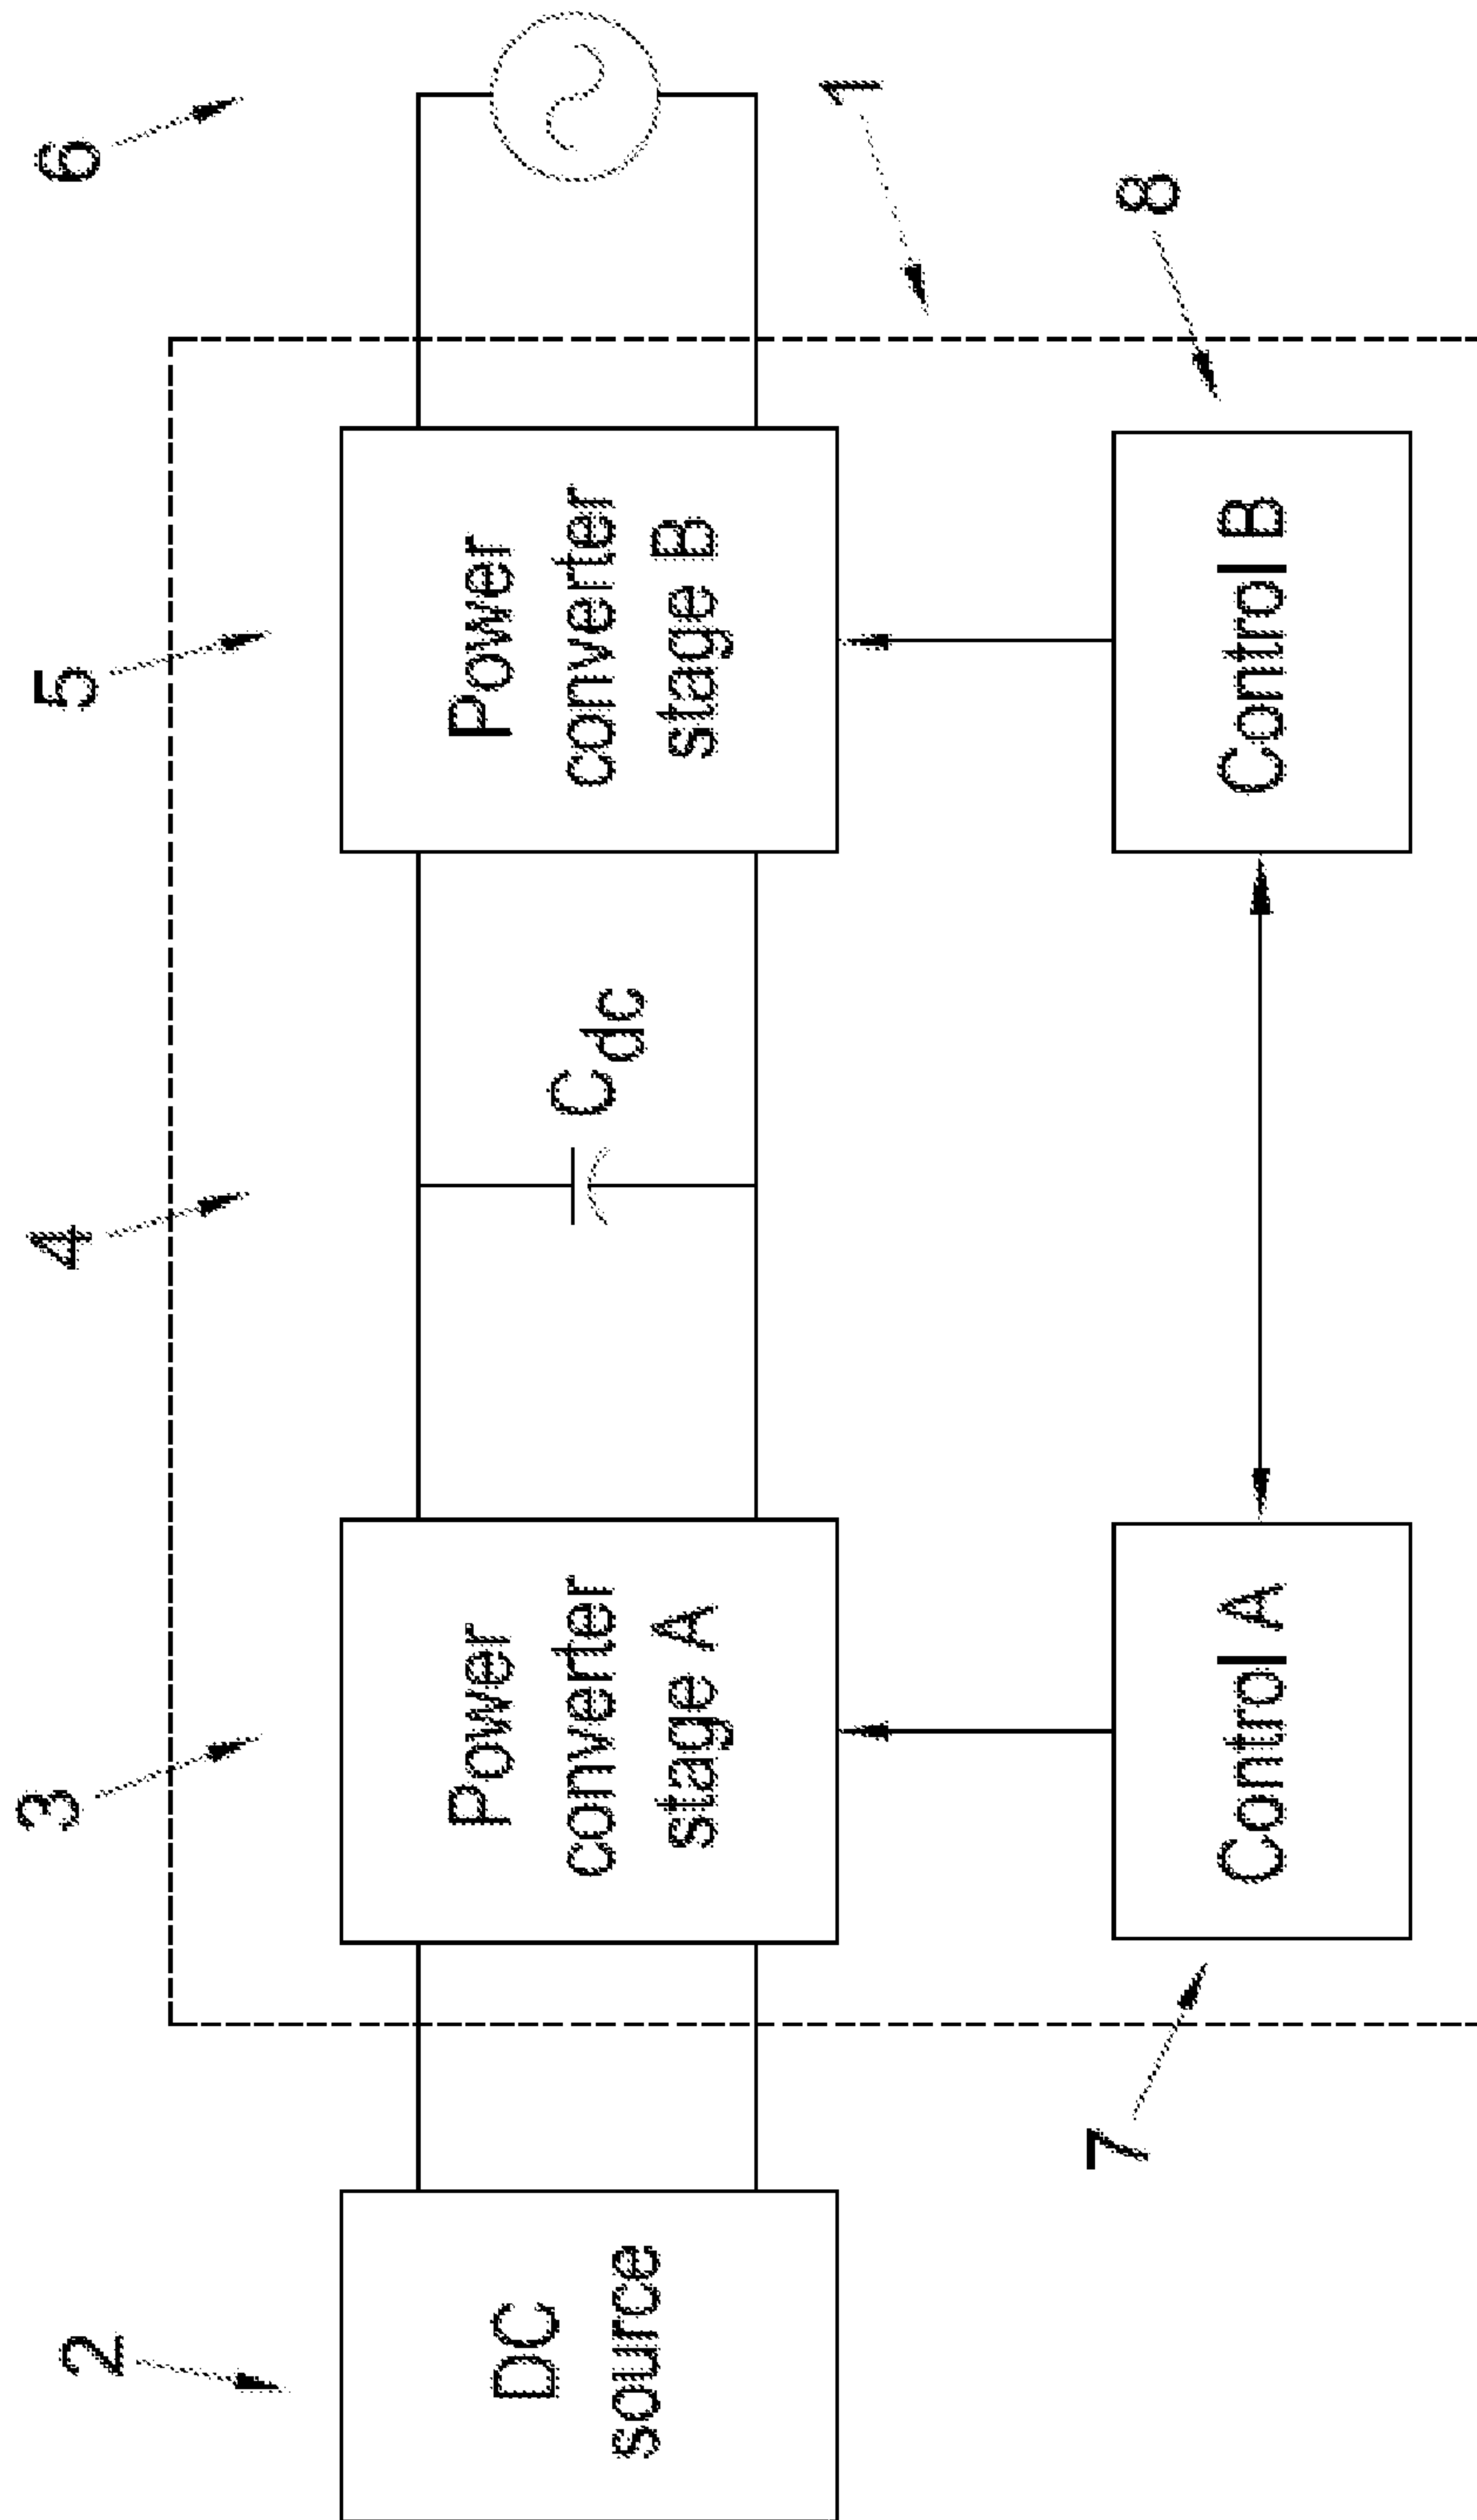 2
3
4
5
6
DC
source
Power
converter
stage A
C dc
Power
converter
stage B
1
7
8
Control A
Control B